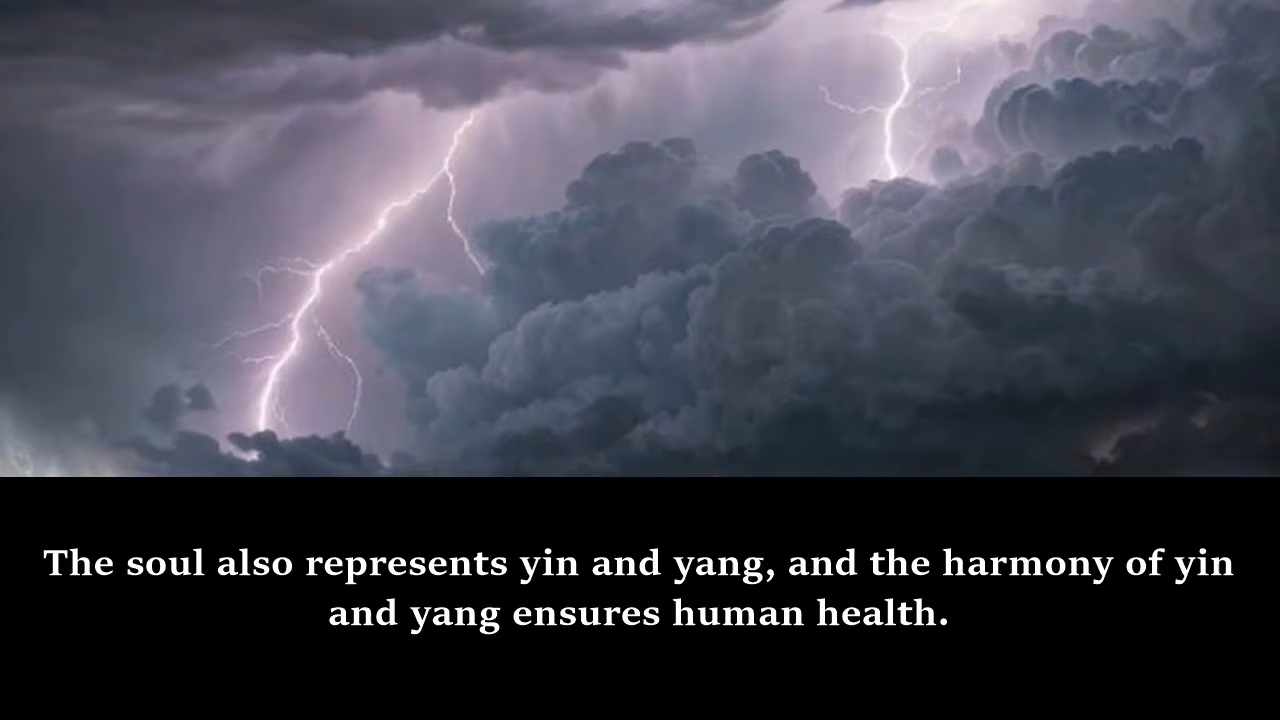 The soul also represents yin and yang, and the harmony of yin
and yang ensures human health.